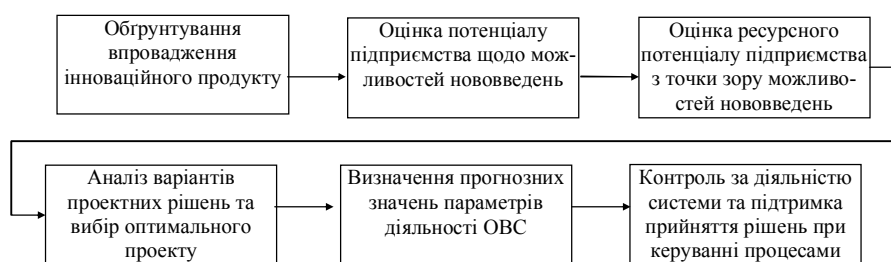 Обґрунтування
впровадження
інноваційного продукту
Оцінка потенціалу
підприємства щодо мож-
ливостей нововведень
Оцінка ресурсного
потенціалу підприємства
з точки зору можливо-
стей нововведень
Аналіз варіантів
проектних рішень та
вибір оптимального
проекту
Визначення прогнозних
значень параметрів
діяльності ОВС
Контроль за діяльністю
системи та підтримка
прийняття рішень при
керуванні процесами